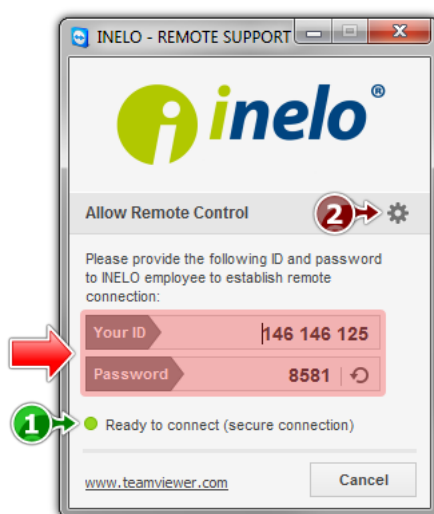 INELO - REMOTE SUPPORT
inelo®
Allow Remote Control
2
Please provide the following ID and password
to INELO employee to establish remote
connection:
Your ID 146 146 125
Password 8581
1
Ready to connect (secure connection)
www.teamviewer.com
Cancel